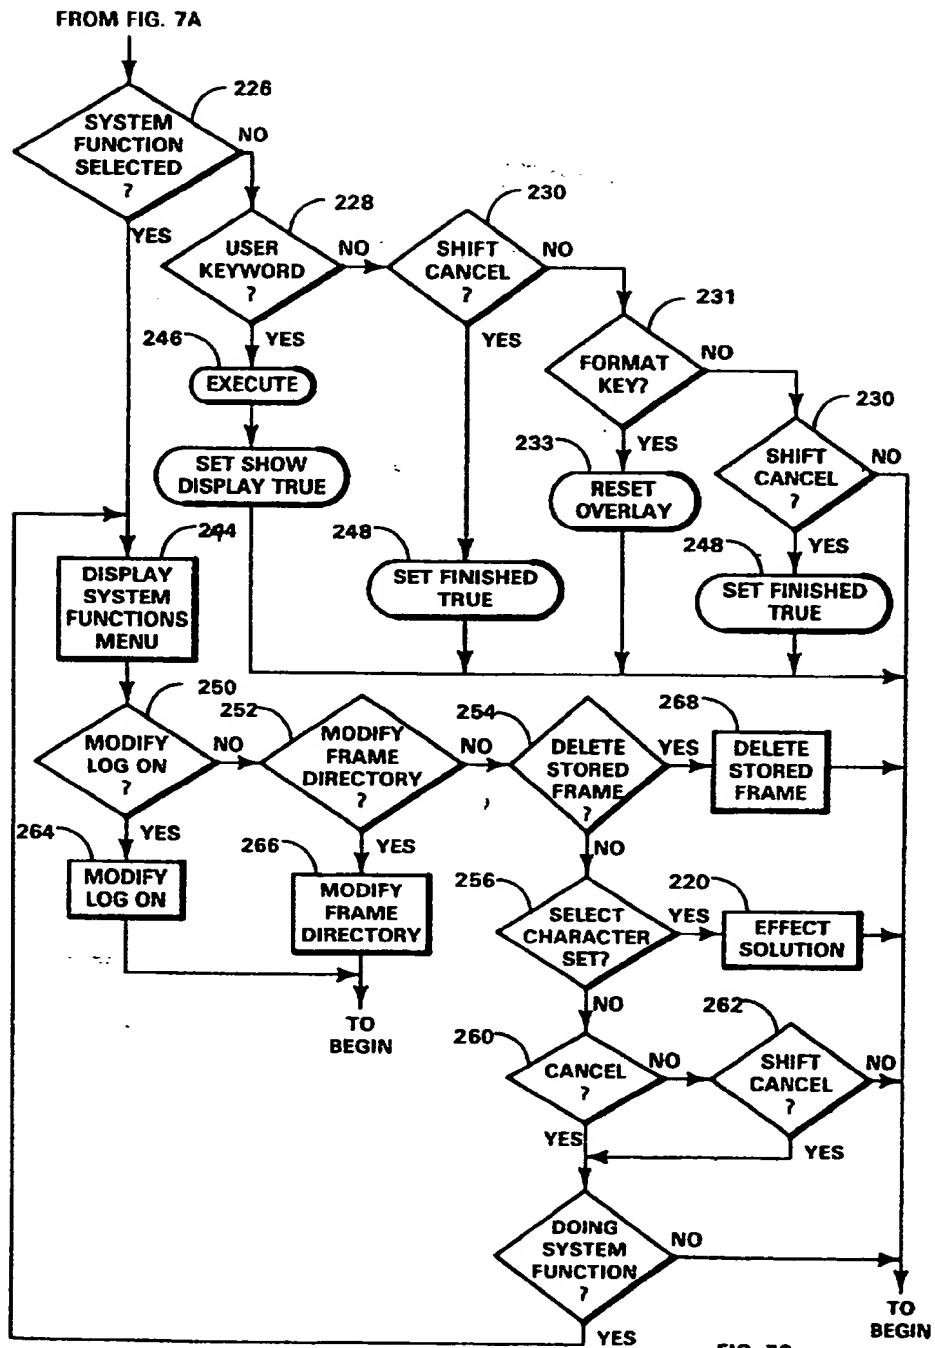 FROM FIG. 7A
226
SYSTEM
FUNCTION
SELECTED
?
NO
YES
228
USER
KEYWORD
?
NO
YES
230
SHIFT
CANCEL
?
NO
YES
231
FORMAT
KEY?
NO
YES
230
SHIFT
CANCEL
?
NO
YES
246
EXECUTE
SET SHOW
DISPLAY TRUE
233
RESET
OVERLAY
248
SET FINISHED
TRUE
248
SET FINISHED
TRUE
244
DISPLAY
SYSTEM
FUNCTIONS
MENU
250
MODIFY
LOG ON
?
NO
YES
252
MODIFY
FRAME
DIRECTORY
?
NO
YES
254
DELETE
STORED
FRAME
?
YES
NO
268
DELETE
STORED
FRAME
264
MODIFY
LOG ON
266
MODIFY
FRAME
DIRECTORY
TO
BEGIN
256
SELECT
CHARACTER
SET?
YES
NO
220
EFFECT
SOLUTION
260
CANCEL
?
NO
YES
262
SHIFT
CANCEL
?
NO
YES
DOING
SYSTEM
FUNCTION
?
NO
YES
TO
BEGIN